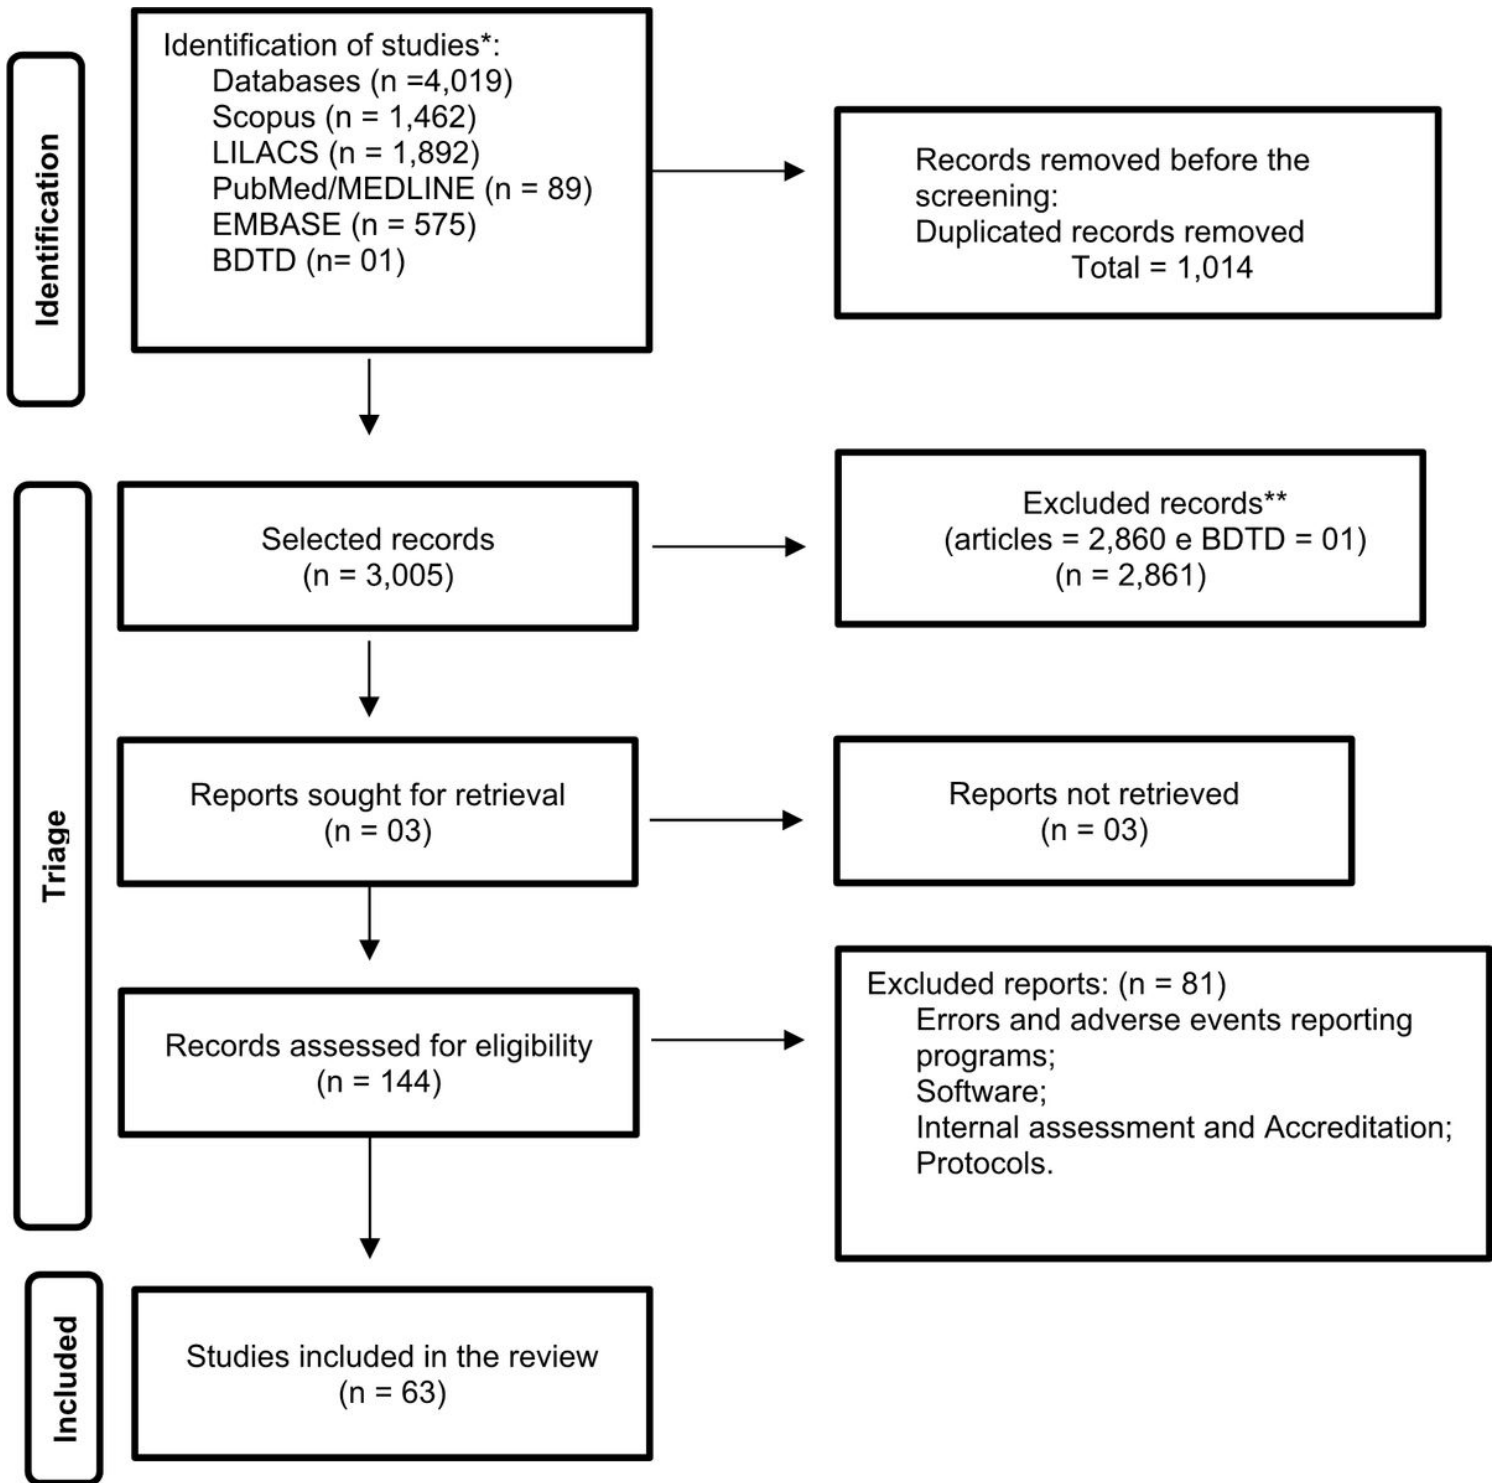 Identification
Identification of studies*:
Databases (n =4,019)
Scopus (n = 1,462)
LILACS (n = 1,892)
PubMed/MEDLINE (n = 89)
EMBASE (n = 575)
BDTD (n= 01)
Records removed before the
screening:
Duplicated records removed
Total = 1,014
Triage
Selected records
(n = 3,005)
Excluded records**
(articles = 2,860 e BDTD = 01)
(n = 2,861)
Reports sought for retrieval
(n = 03)
Reports not retrieved
(n = 03)
Records assessed for eligibility
(n = 144)
Excluded reports: (n = 81)
Errors and adverse events reporting
programs;
Software;
Internal assessment and Accreditation;
Protocols.
Included
Studies included in the review
(n = 63)